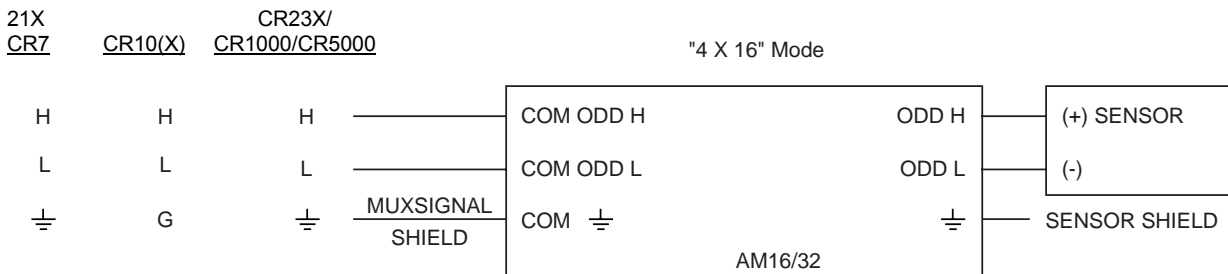 21X CR23X/
CR7 CR10(X) CR1000/CR5000
"4 X 16" Mode
H H H COM ODD H ODD H (+) SENSOR
L L L COM ODD L ODD L (-)
G MUXSIGNAL COM SENSOR SHIELD
SHIELD
AM16/32